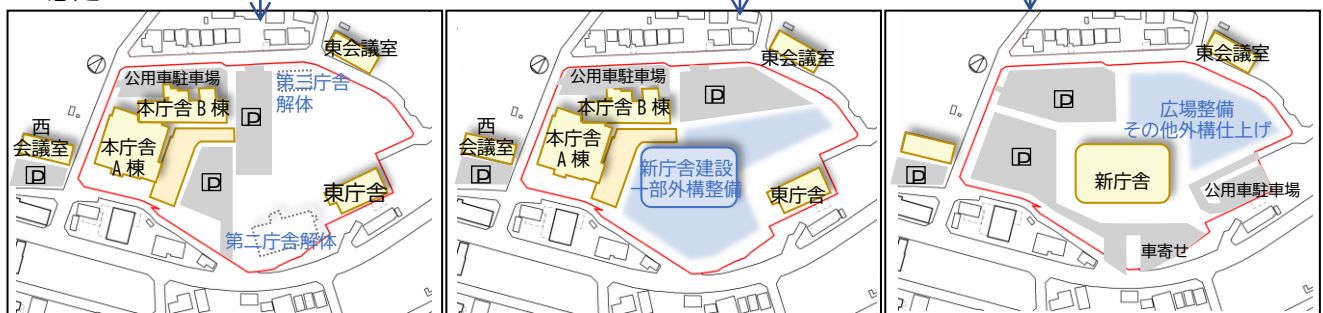 東会議室
公用車駐車場
第三庁舎
解体
本庁舎B棟
P
西
会議室
本庁舎
A棟
P
P
東庁舎
第二庁舎解体
東会議室
公用車駐車場
P
本庁舎B棟
西
会議室
本庁舎
A棟
P
新庁舎建設
一部外構整備
東庁舎
東会議室
P
広場整備
その他外構仕上げ
P
P
新庁舎
公用車駐車場
車寄せ